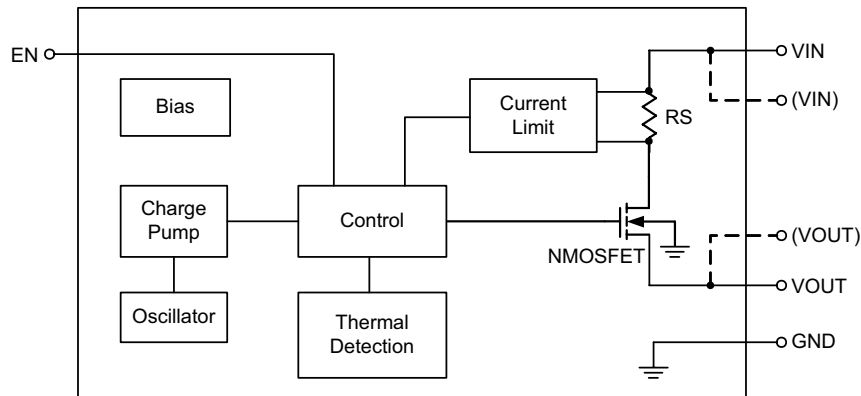 EN
VIN
(VIN)
Bias
Current
Limit
RS
Charge
Pump
Control
NMOSFET
(VOUT)
VOUT
Oscillator
Thermal
Detection
GND